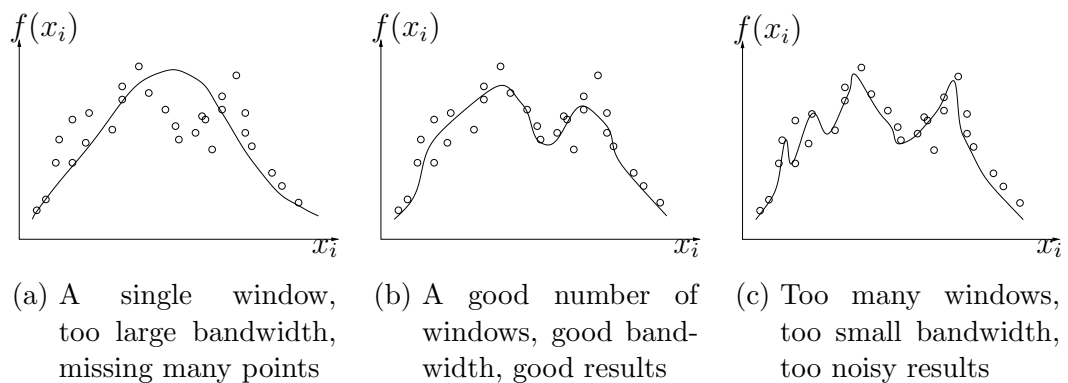 f(x_i)
x_i
(a) A single window,
too large bandwidth,
missing many points
f(x_i)
x_i
(b) A good number of
windows, good band-
width, good results
f(x_i)
x_i
(c) Too many windows,
too small bandwidth,
too noisy results